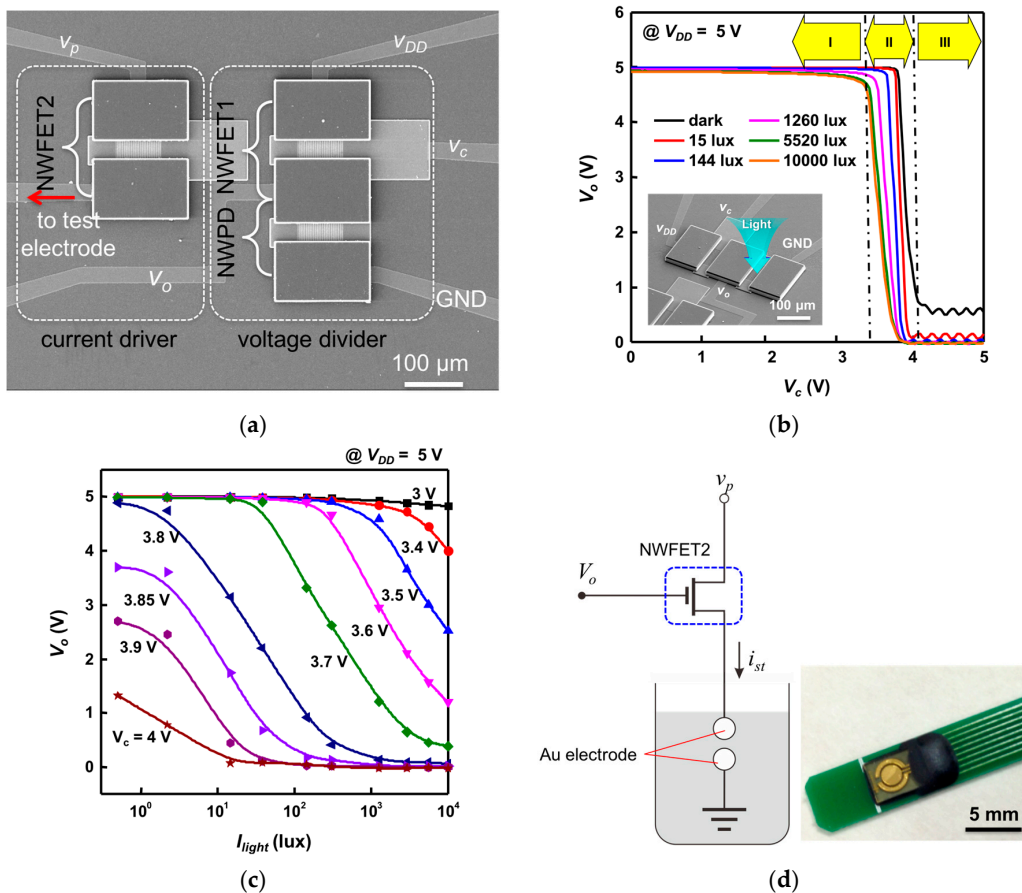 v_p
v_DD
NWFET2
NWFET1
v_c
to test
electrode
NWPD
v_o
GND
current driver
voltage divider
100 μm
(a)
@ V_DD = 5 V
I
II
III
dark
1260 lux
15 lux
5520 lux
144 lux
10000 lux
V_o (V)
6
5
4
3
2
1
0
v_c
Light
v_DD
GND
v_o
100 μm
0
1
2
3
4
5
V_c (V)
(b)
@ V_DD = 5 V
V_o (V)
5
4
3
2
1
0
3 V
3.4 V
3.8 V
3.5 V
3.85 V
3.6 V
3.9 V
3.7 V
V_c = 4 V
10^0
10^1
10^2
10^3
10^4
I_light (lux)
(c)
v_p
NWFET2
V_o
i_st
Au electrode
5 mm
(d)